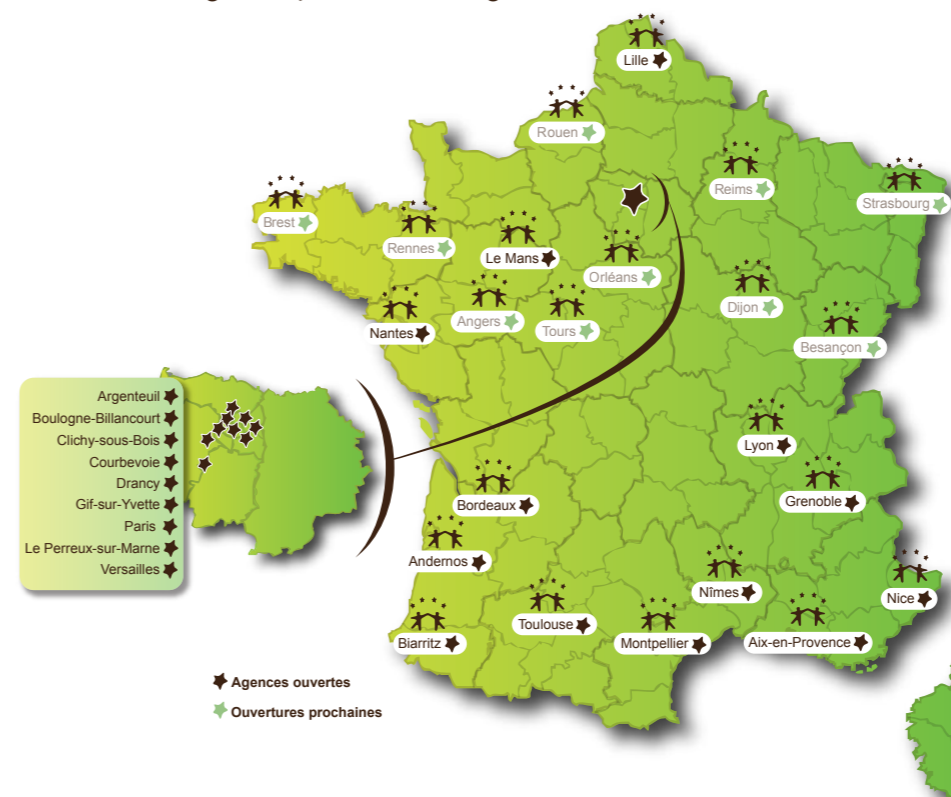 Lille
Rouen
Reims
Strasbourg
Brest
Rennes
Le Mans
Orléans
Dijon
Angers
Tours
Nantes
Besançon
Argenteuil
Boulogne-Billancourt
Clichy-sous-Bois
Courbevoie
Drancy
Gif-sur-Yvette
Paris
Le Perreux-sur-Marne
Versailles
Lyon
Grenoble
Bordeaux
Andernos
Nîmes
Nice
Toulouse
Biarritz
Montpellier
Aix-en-Provence
Agences ouvertes
Ouvertures prochaines